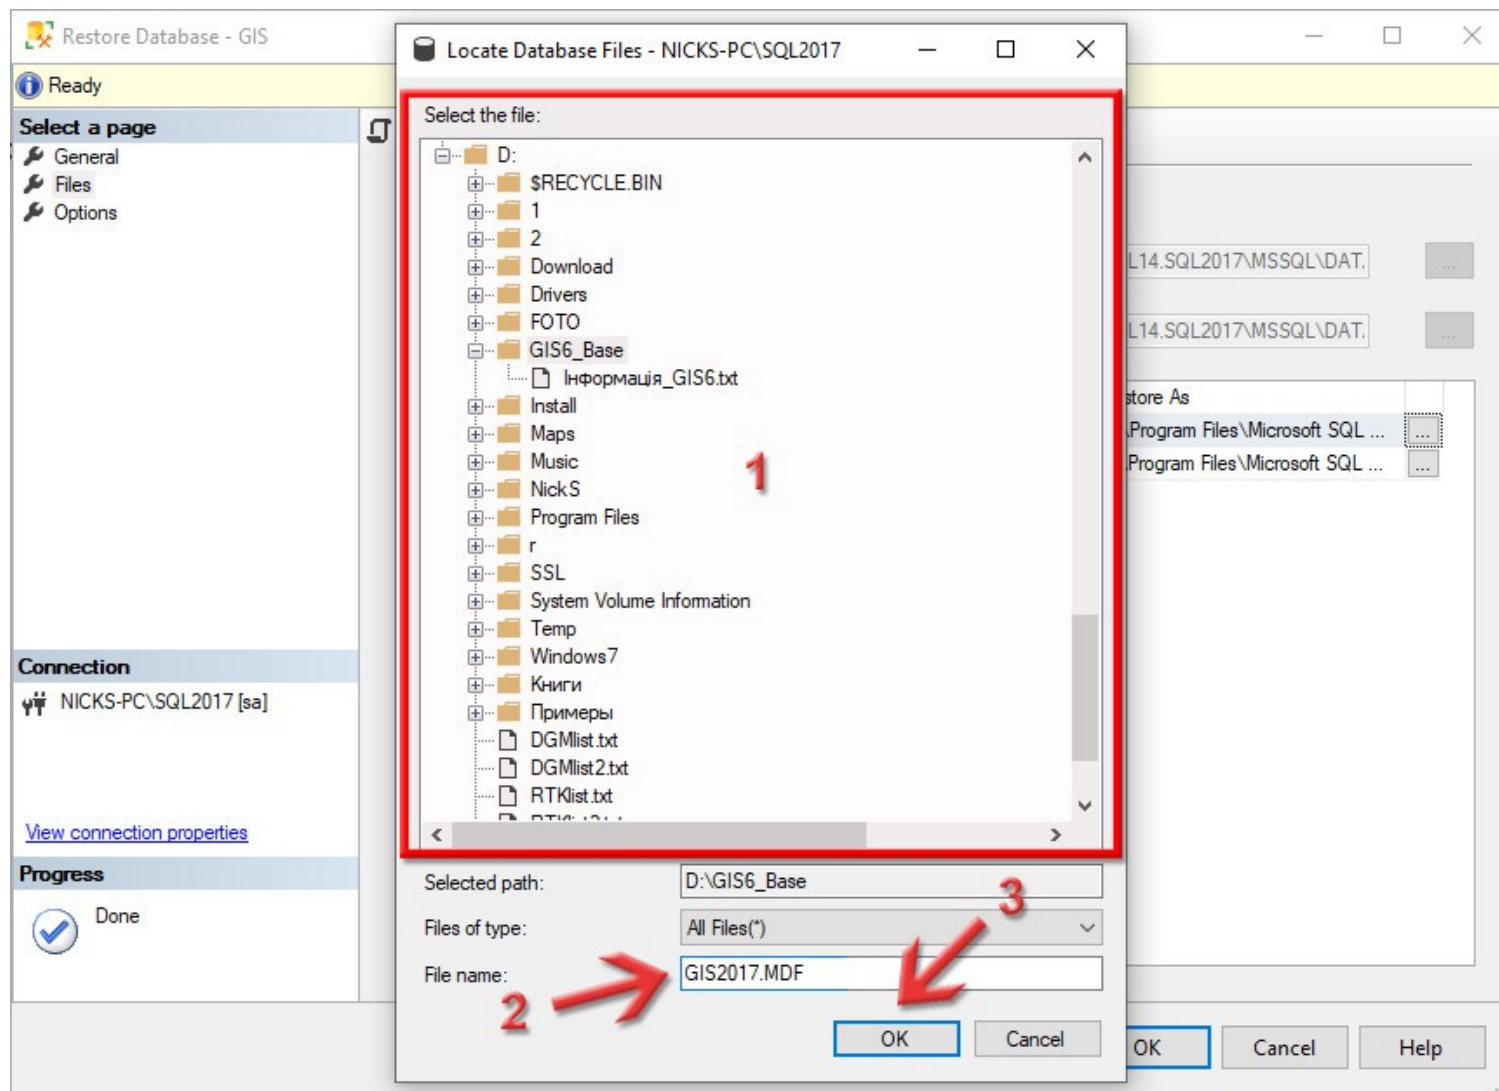 Restore Database - GIS
Ready
Select a page
General
Files
Options
Connection
NICKS-PC\SQL2017 [sa]
View connection properties
Progress
Done
Locate Database Files - NICKS-PC\SQL2017
Select the file:
D:
$RECYCLE.BIN
1
2
Download
Drivers
FOTO
GIS6_Base
Інформація_GIS6.txt
Install
Maps
Music
NickS
Program Files
r
SSL
System Volume Information
Temp
Windows7
Книги
Примеры
DGMlist.txt
DGMlist2.txt
RTKlist.txt
1
Selected path: D:\GIS6_Base
3
Files of type: All Files(*)
File name: GIS2017.MDF
2
OK Cancel
L14.SQL2017\MSSQL\DAT. ...
L14.SQL2017\MSSQL\DAT. ...
store As
\Program Files\Microsoft SQL ... ...
Program Files\Microsoft SQL ... ...
OK Cancel Help